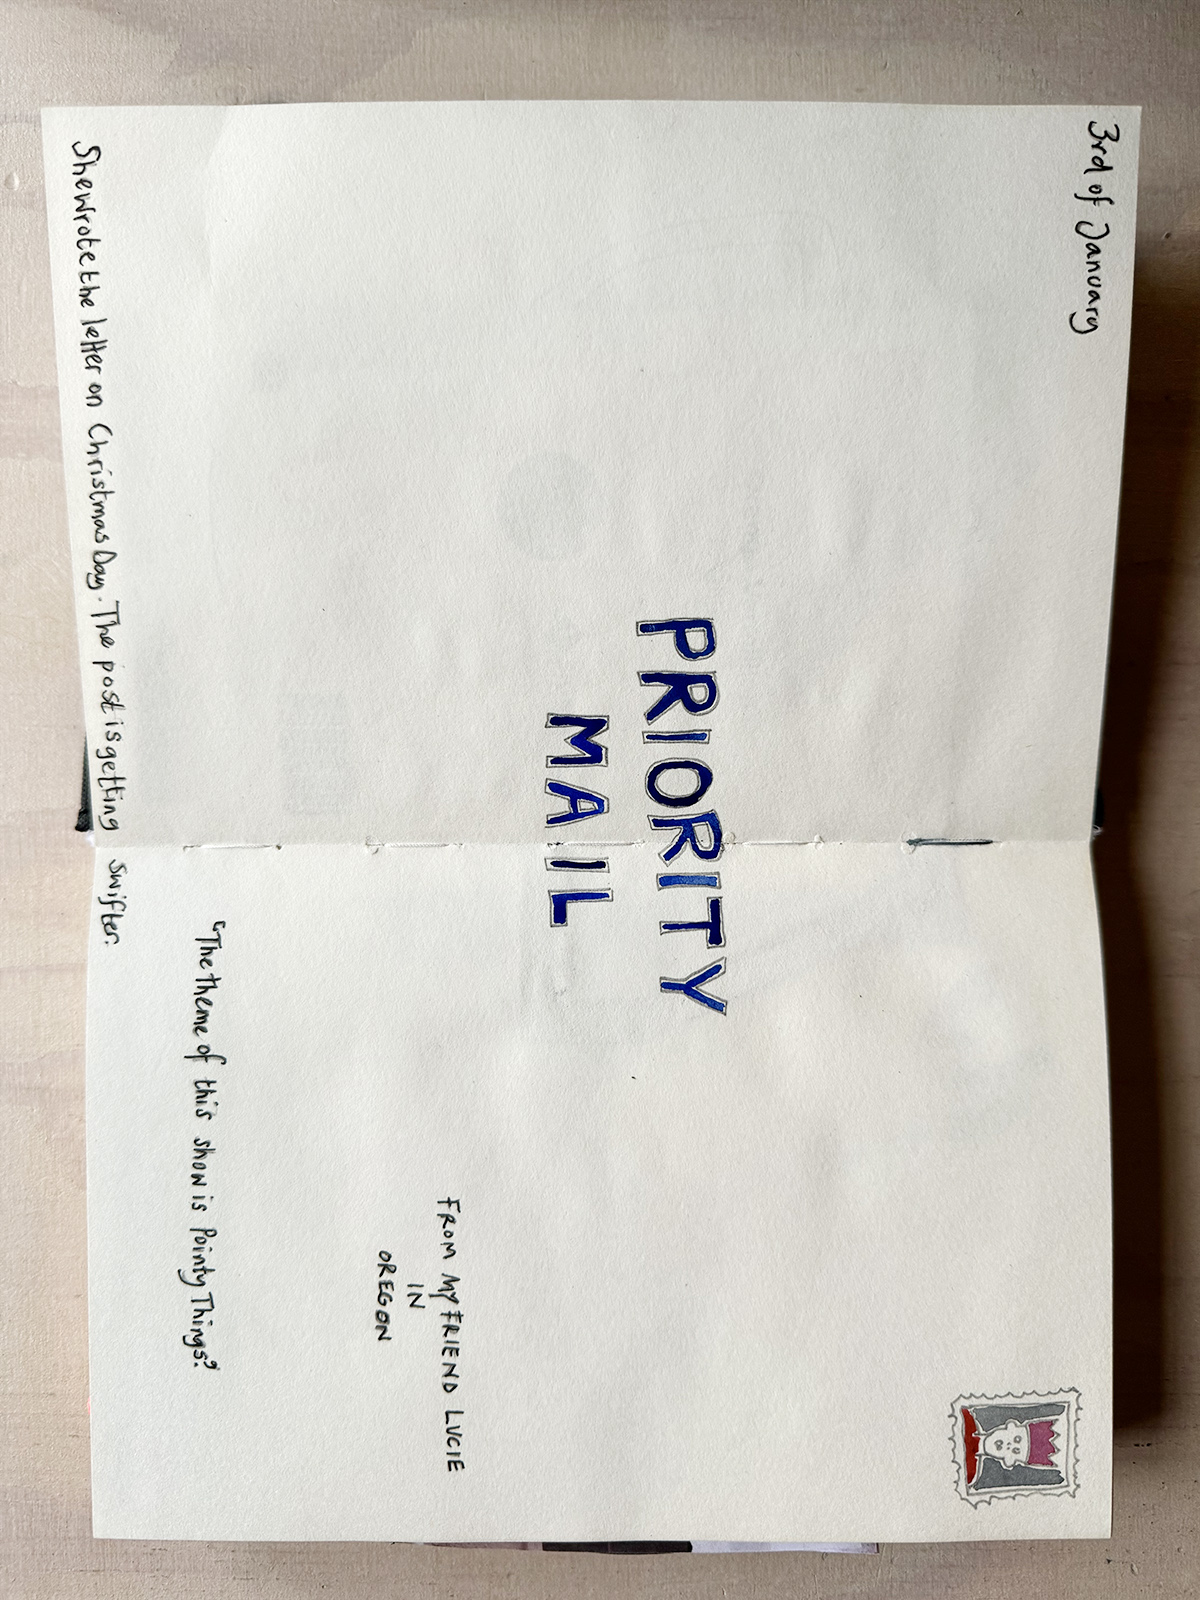 3rd of January
PRIORITY
MAIL
FROM MY FRIEND LUCIE
IN
OREGON
"The theme of this show is Pointy Things."
She wrote the letter on Christmas Day. The post is getting swifter.